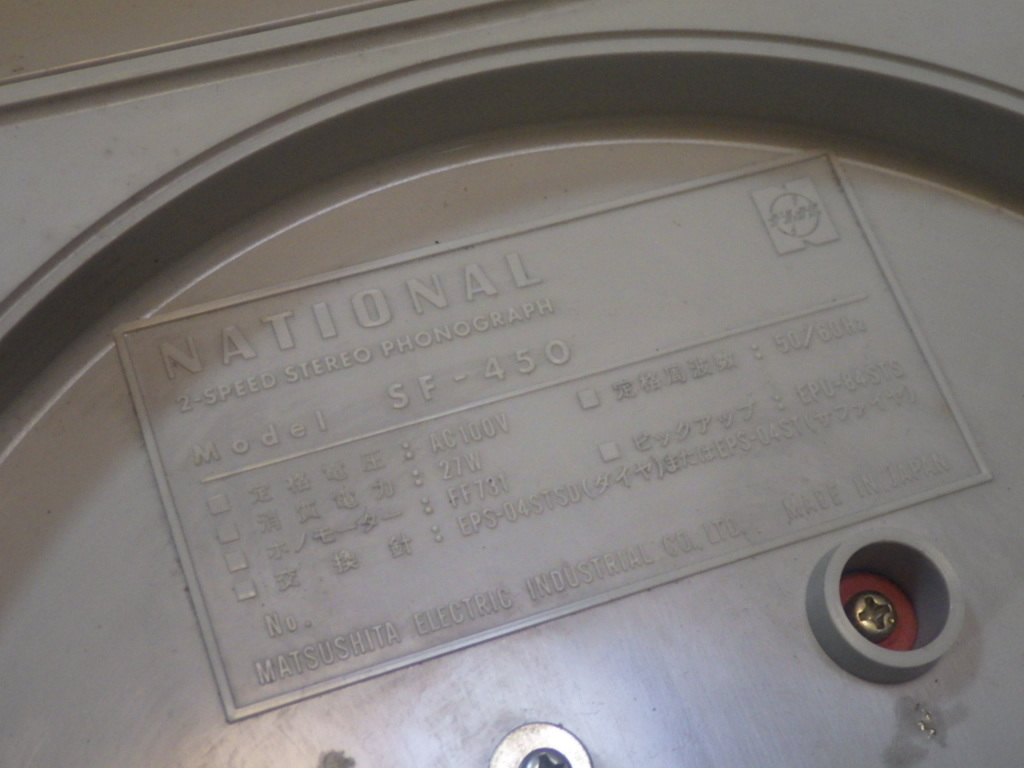 NATIONAL
2-SPEED STEREO PHONOGRAPH
Model SF-450
定格電圧 : AC100V
定格周波数 : 50/60Hz
消費電力 : 27W
ピックアップ : EPU-64STS
ホノモーター : FF731
交換針 : EPS-04STSD(ダイヤ)またはEPS-04ST(サファイヤ)
No.
MATSUSHITA ELECTRIC INDUSTRIAL CO., LTD. MADE IN JAPAN